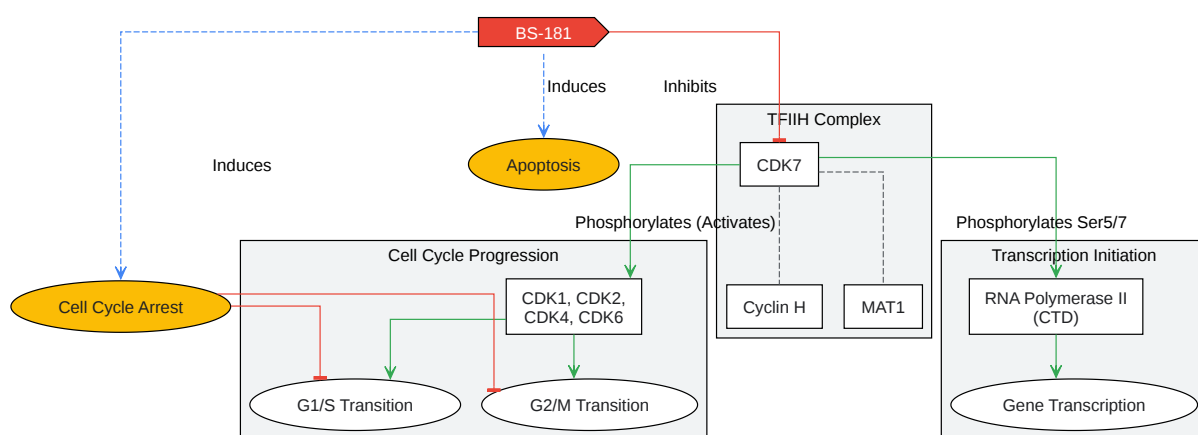 BS-181
Induces
Inhibits
TFIIH Complex
Apoptosis
CDK7
Induces
Phosphorylates (Activates)
Phosphorylates Ser5/7
Cell Cycle Progression
Transcription Initiation
Cell Cycle Arrest
CDK1, CDK2,
CDK4, CDK6
Cyclin H
MAT1
RNA Polymerase II
(CTD)
G1/S Transition
G2/M Transition
Gene Transcription